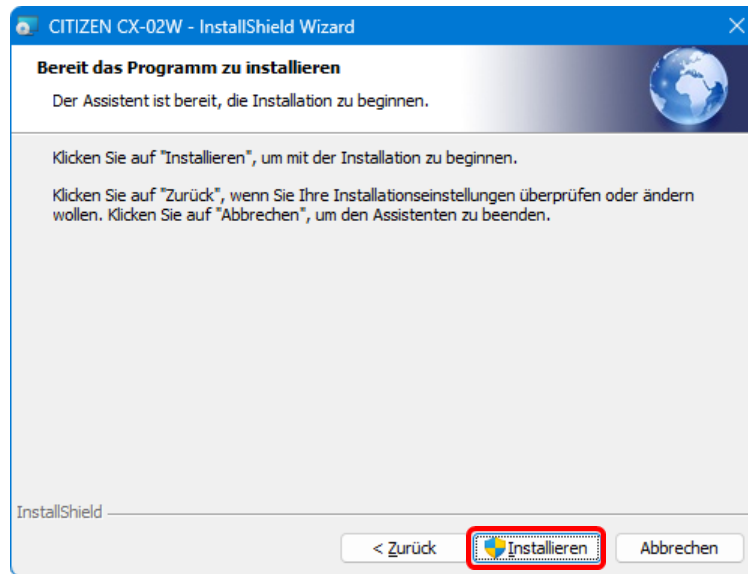 CITIZEN CX-02W - InstallShield Wizard
Bereit das Programm zu installieren
Der Assistent ist bereit, die Installation zu beginnen.
Klicken Sie auf "Installieren", um mit der Installation zu beginnen.
Klicken Sie auf "Zurück", wenn Sie Ihre Installationseinstellungen überprüfen oder ändern
wollen. Klicken Sie auf "Abbrechen", um den Assistenten zu beenden.
InstallShield
< Zurück Installieren Abbrechen